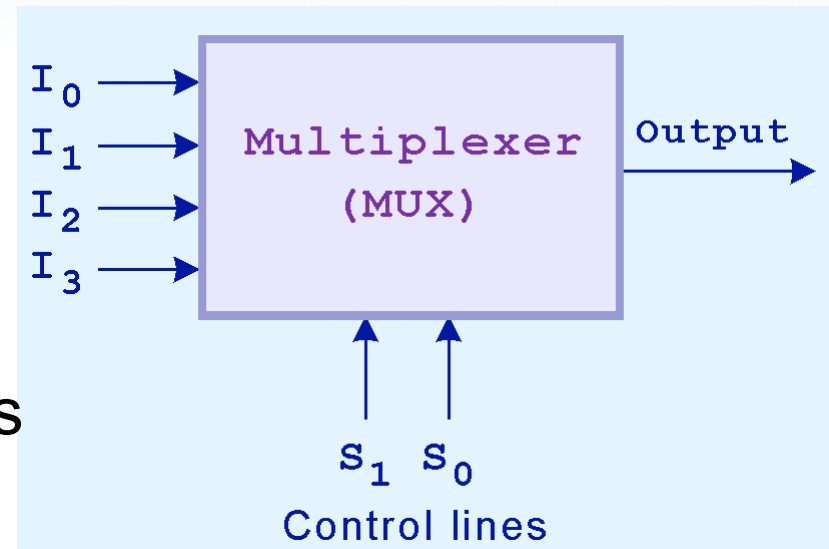 I0
I1
I2
I3
Multiplexer
(MUX)
Output
s
S1 S0
Control lines